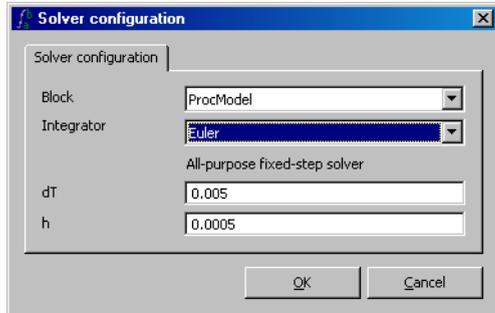 Solver configuration
Solver configuration
Block ProcModel
Integrator Euler
All-purpose fixed-step solver
dT 0.005
h 0.0005
OK Cancel